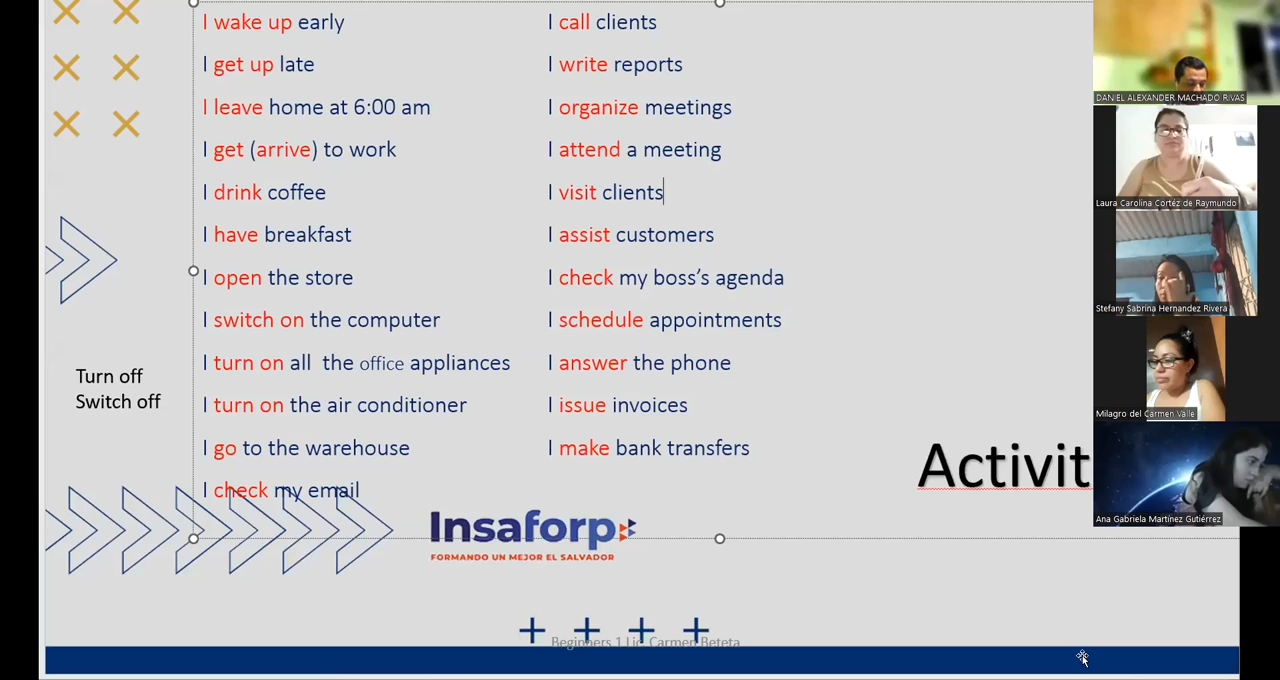 I wake up early
I get up late
I leave home at 6:00 am
I get (arrive) to work
I drink coffee
I have breakfast
I open the store
I switch on the computer
I turn on all  the office appliances
I turn on the air conditioner
I go to the warehouse
I check my email
I call clients
I write reports
I organize meetings
I attend a meeting
I visit clients
I assist customers
I check my boss’s agenda
I schedule appointments
I answer the phone
I issue invoices
I make bank transfers
Turn off
Switch off
Activit
Insaforp
FORMANDO UN MEJOR EL SALVADOR
Beginners 1 Lic. Carmen Beteta
DANIEL ALEXANDER MACHADO RIVAS
Laura Carolina Cortéz de Raymundo
Stefany Sabrina Hernandez Rivera
Milagro del Carmen Valle
Ana Gabriela Martínez Gutiérrez